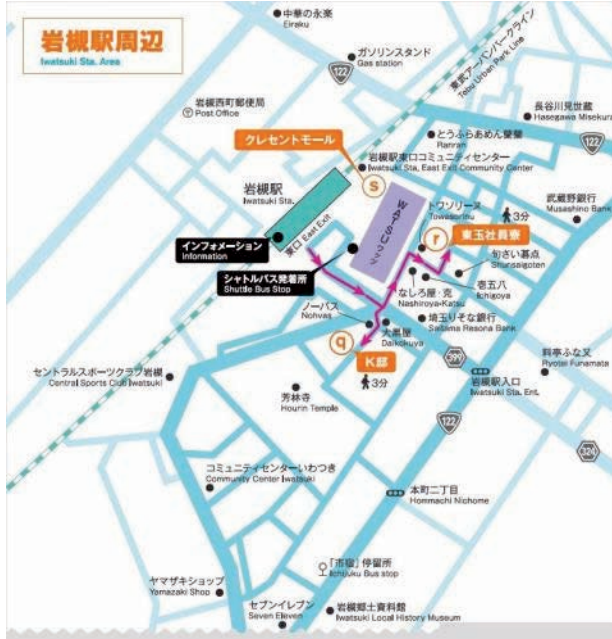 岩槻駅周辺
Iwatsuki Sta. Area
中華の永楽
Eiraku
ガソリンスタンド
Gas station
122
東武アーバンパークライン
Tobu Urban Park Line
岩槻西町郵便局
Post Office
長谷川見世蔵
Hasegawa Misekura
とうふらあめん蘭蘭
Ranran
122
クレセントモール
岩槻駅東口コミュニティセンター
Iwatsuki Sta. East Exit Community Center
s
岩槻駅
Iwatsuki Sta.
WATSU
トワソリーヌ
Towasorinu
3分
武蔵野銀行
Musashino Bank
r
東玉社員寮
東口 East Exit
インフォメーション
Information
シャトルバス発着所
Shuttle Bus Stop
旬さい暮点
Shunsaigoten
なしろ屋・克
Nashiroya-Katsu
壱五八
Ichigoya
ノーバス
Nohvas
大黒屋
Daikokuya
埼玉りそな銀行
Saitama Resona Bank
q
K邸
3分
399
料亭ふな又
Ryotei Funamata
岩槻駅入口
Iwatsuki Sta. Ent.
セントラルスポーツクラブ岩槻
Central Sports Club Iwatsuki
芳林寺
Hourin Temple
122
324
コミュニティセンターいわつき
Community Center Iwatsuki
本町二丁目
Hommachi Nichome
「市宿」停留所
Ichijuku Bus stop
ヤマザキショップ
Yamazaki Shop
セブンイレブン
Seven Eleven
岩槻郷土資料館
Iwatsuki Local History Museum